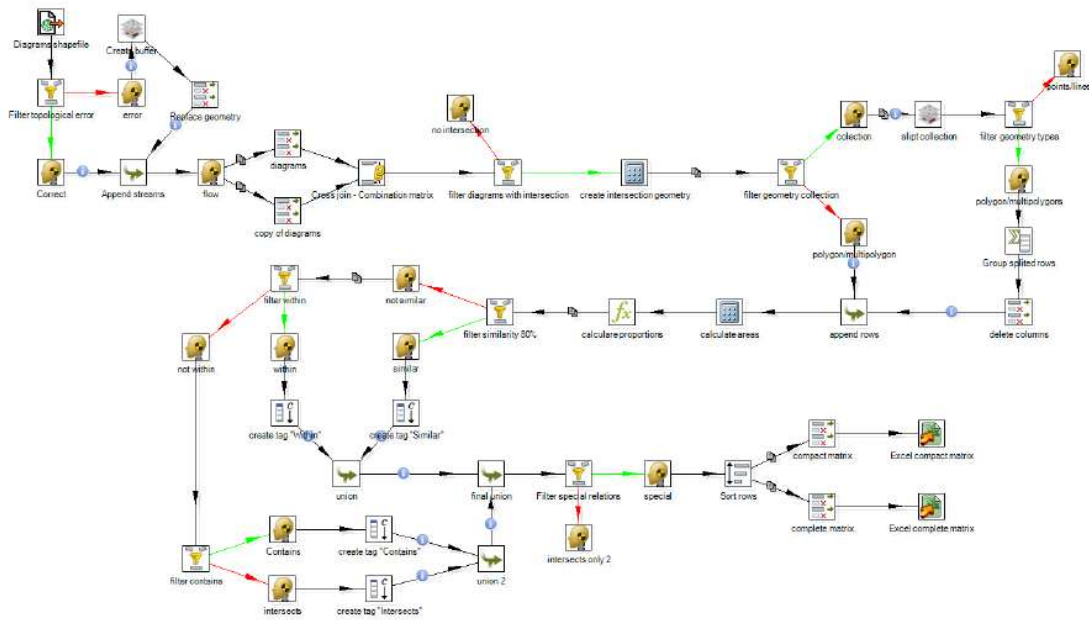 Diagrams shapefile
Create buffer
points/lines
Filter topological error
error
Replace geometry
no intersection
colection
slipt collection
filter geometry types
Correct
Append streams
flow
diagrams
Cross join - Combination matrix
filter diagrams with intersection
create intersection geometry
filter geometry collection
polygon/multipolygons
copy of diagrams
polygon/multipolygon
Group splited rows
filter within
not similar
filter similarity 80%
calculare proportions
calculate areas
append rows
delete columns
not within
within
similar
create tag "Within"
create tag "Similar"
compact matrix
Excel compact matrix
union
final union
Filter special relations
special
Sort rows
complete matrix
Excel complete matrix
filter contains
Contains
create tag "Contains"
union 2
intersects only 2
intersects
create tag "Intersects"